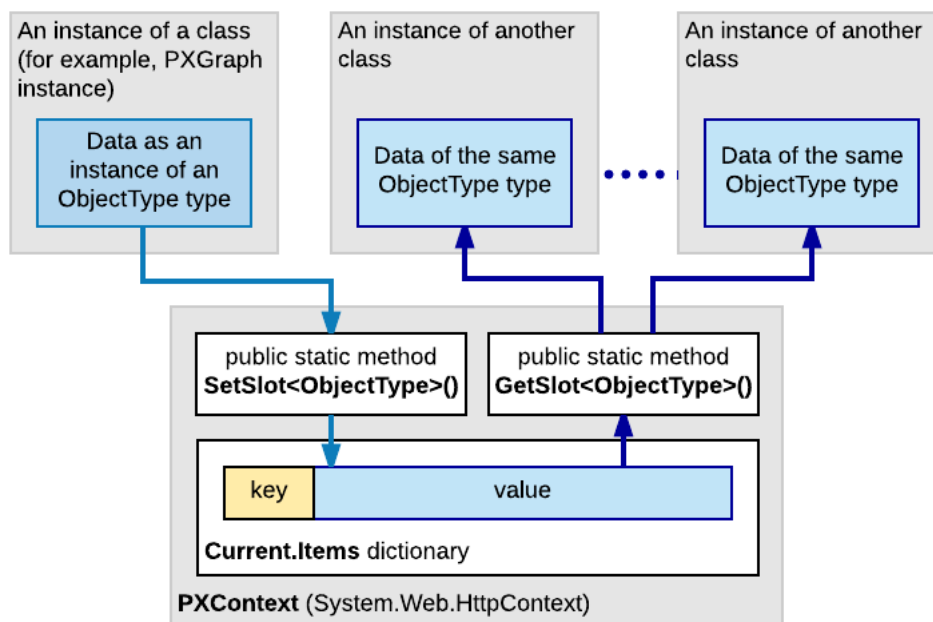 An instance of a class
(for example, PXGraph
instance)
Data as an
instance of an
ObjectType type
An instance of another
class
Data of the same
ObjectType type
An instance of another
class
Data of the same
ObjectType type
public static method
SetSlot<ObjectType>()
public static method
GetSlot<ObjectType>()
key
value
Current.Items dictionary
PXContext (System.Web.HttpContext)